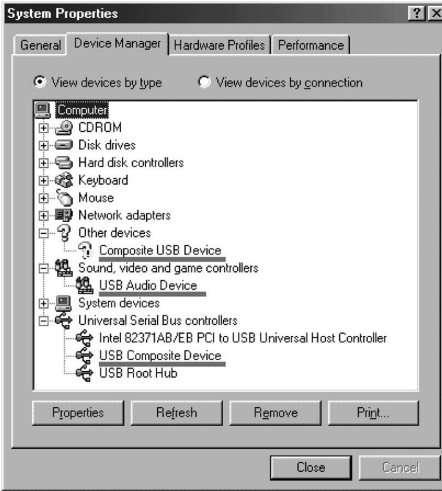 System Properties
General
Device Manager
Hardware Profiles
Performance
View devices by type
View devices by connection
Computer
CDROM
Disk drives
Hard disk controllers
Keyboard
Mouse
Network adapters
Other devices
Composite USB Device
Sound, video and game controllers
USB Audio Device
System devices
Universal Serial Bus controllers
Intel 82371AB/EB PCI to USB Universal Host Controller
USB Composite Device
USB Root Hub
Properties
Refresh
Remove
Print...
Close
Cancel